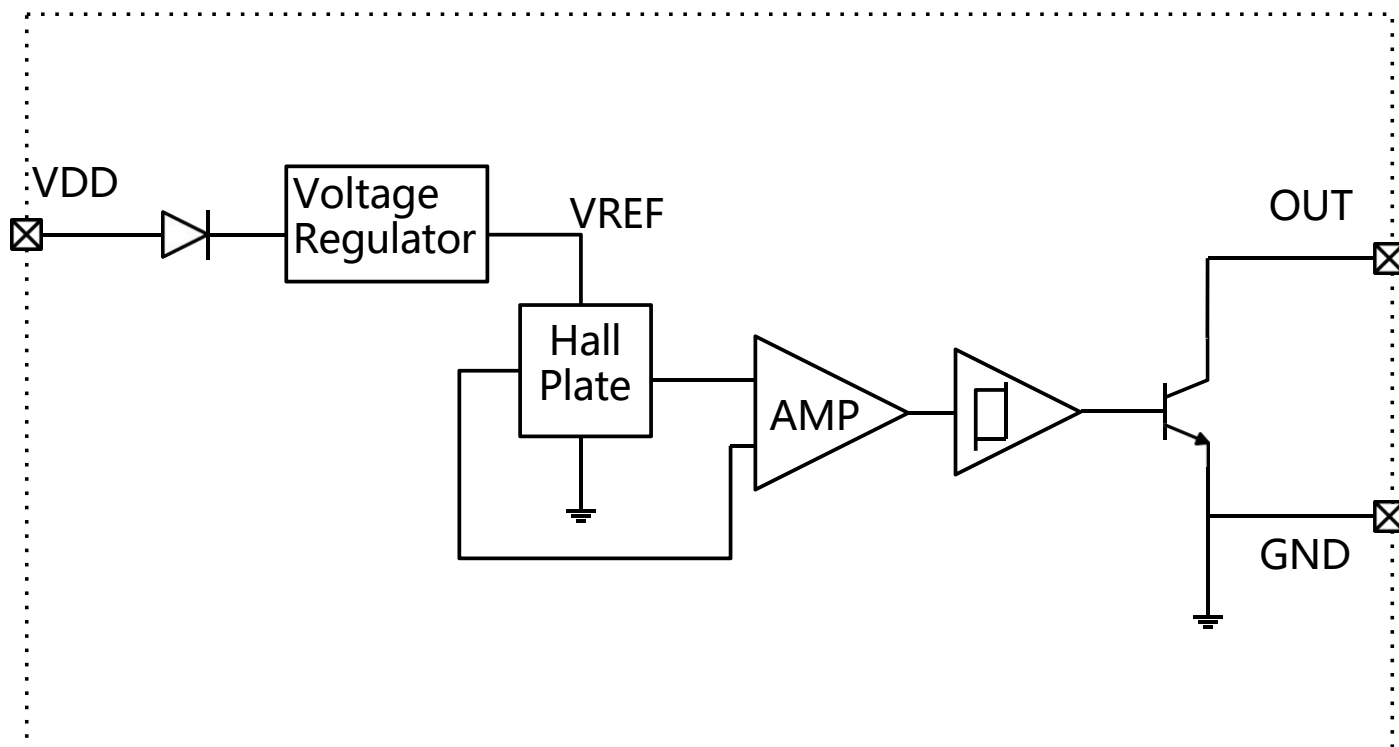 VDD
Voltage
Regulator
VREF
OUT
Hall
Plate
AMP
GND